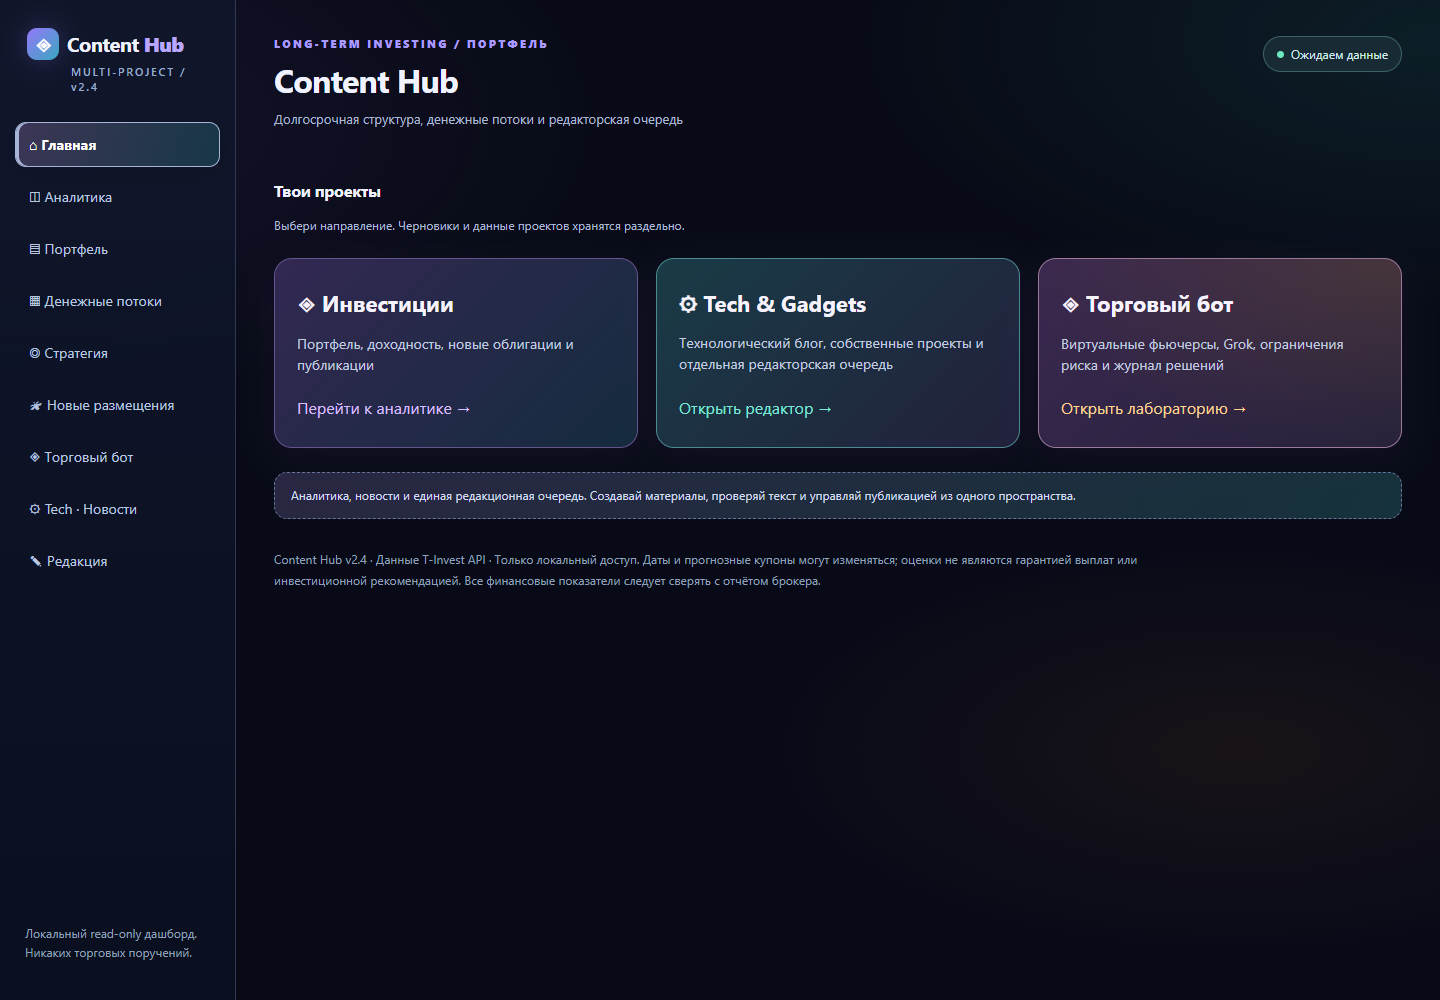 Content Hub
MULTI-PROJECT /
v2.4
Главная
Аналитика
Портфель
Денежные потоки
Стратегия
Новые размещения
Торговый бот
Tech · Новости
Редакция
Локальный read-only дашборд.
Никаких торговых поручений.
LONG-TERM INVESTING / ПОРТФЕЛЬ
Content Hub
Долгосрочная структура, денежные потоки и редакторская очередь
Ожидаем данные
Твои проекты
Выбери направление. Черновики и данные проектов хранятся раздельно.
Инвестиции
Портфель, доходность, новые облигации и
публикации
Перейти к аналитике →
Tech & Gadgets
Технологический блог, собственные проекты и
отдельная редакторская очередь
Открыть редактор →
Торговый бот
Виртуальные фьючерсы, Grok, ограничения
риска и журнал решений
Открыть лабораторию →
Аналитика, новости и единая редакционная очередь. Создавай материалы, проверяй текст и управляй публикацией из одного пространства.
Content Hub v2.4 · Данные T-Invest API · Только локальный доступ. Даты и прогнозные купоны могут изменяться; оценки не являются гарантией выплат или
инвестиционной рекомендацией. Все финансовые показатели следует сверять с отчётом брокера.